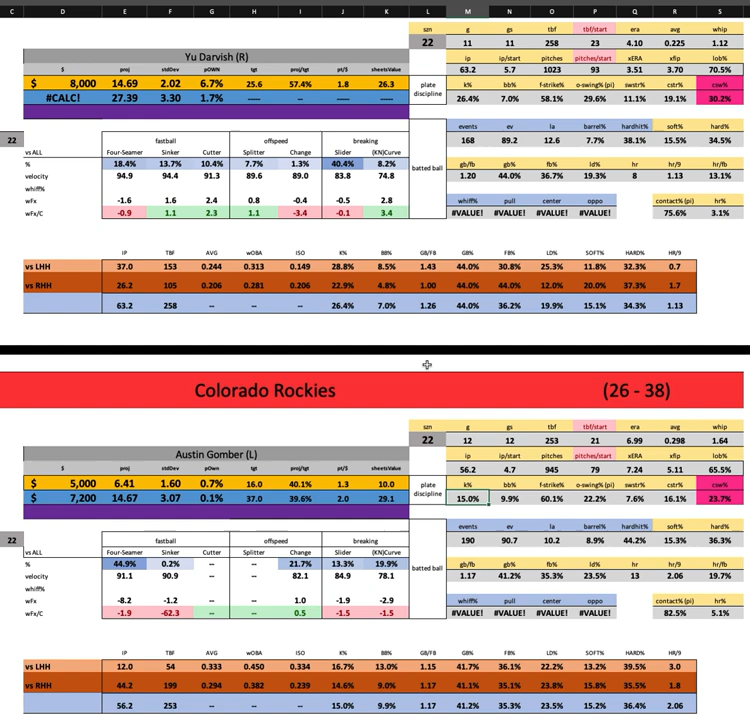 C D E F G H I J K L M N O P Q R S
szn g gs tbf tbf/start era avg whip
22 11 11 258 23 4.10 0.225 1.12
Yu Darvish (R)
ip ip/start pitches pitches/start xERA xfip lob%
63.2 5.7 1023 93 3.51 3.70 70.5%
$ proj stdDev pOWN tgt proj/tgt pt/$ sheetsValue
$ 8,000 14.69 2.02 6.7% 25.6 57.4% 1.8 26.3
#CALC! 27.39 3.30 1.7% ----- ----- -- -----
plate discipline
k% bb% f-strike% o-swing% (pi) swstr% cstr% csw%
26.4% 7.0% 58.1% 29.6% 11.1% 19.1% 30.2%
22
fastball offspeed breaking
vs ALL Four-Seamer Sinker Cutter Splitter Change Slider (KN)Curve
% 18.4% 13.7% 10.4% 7.7% 1.3% 40.4% 8.2%
velocity 94.9 94.4 91.3 89.6 89.0 83.8 74.8
whiff%
wFx -1.6 1.6 2.4 0.8 -0.4 -0.5 2.8
wFx/C -0.9 1.1 2.3 1.1 -3.4 -0.1 3.4
batted ball
events ev la barrel% hardhit% soft% hard%
168 89.2 12.6 7.7% 38.1% 15.5% 34.5%
gb/fb gb% fb% ld% hr hr/9 hr/fb
1.20 44.0% 36.7% 19.3% 8 1.13 13.1%
whiff% pull center oppo contact% (pi) hr%
#VALUE! #VALUE! #VALUE! #VALUE! 75.6% 3.1%
IP TBF AVG wOBA ISO K% BB% GB/FB GB% FB% LD% SOFT% HARD% HR/9
vs LHH 37.0 153 0.244 0.313 0.149 28.8% 8.5% 1.43 44.0% 30.8% 25.3% 11.8% 32.3% 0.7
vs RHH 26.2 105 0.206 0.281 0.206 22.9% 4.8% 1.00 44.0% 44.0% 12.0% 20.0% 37.3% 1.7
63.2 258 -- -- 26.4% 7.0% 1.26 44.0% 36.2% 19.9% 15.1% 34.3% 1.13
Colorado Rockies (26 - 38)
szn g gs tbf tbf/start era avg whip
22 12 12 253 21 6.99 0.298 1.64
Austin Gomber (L)
ip ip/start pitches pitches/start xERA xfip lob%
56.2 4.7 945 79 7.24 5.11 65.5%
$ proj stdDev pOwn tgt proj/tgt pt/$ sheetsValue
$ 5,000 6.41 1.60 0.7% 16.0 40.1% 1.3 10.0
$ 7,200 14.67 3.07 0.1% 37.0 39.6% 2.0 29.1
plate discipline
k% bb% f-strike% o-swing% (pi) swstr% cstr% csw%
15.0% 9.9% 60.1% 22.2% 7.6% 16.1% 23.7%
22
fastball offspeed breaking
vs ALL Four-Seamer Sinker Cutter Splitter Change Slider (KN)Curve
% 44.9% 0.2% -- -- 21.7% 13.3% 19.9%
velocity 91.1 90.9 -- -- 82.1 84.9 78.1
whiff%
wFx -8.2 -1.2 1.0 -1.9 -2.9
wFx/C -1.9 -62.3 -- -- 0.5 -1.5 -1.5
batted ball
events ev la barrel% hardhit% soft% hard%
190 90.7 10.2 8.9% 44.2% 15.3% 36.3%
gb/fb gb% fb% ld% hr hr/9 hr/fb
1.17 41.2% 35.3% 23.5% 13 2.06 19.7%
whiff% pull center oppo contact% (pi) hr%
#VALUE! #VALUE! #VALUE! #VALUE! 82.5% 5.1%
IP TBF AVG wOBA ISO K% BB% GB/FB GB% FB% LD% SOFT% HARD% HR/9
vs LHH 12.0 54 0.333 0.450 0.334 16.7% 13.0% 1.15 41.7% 36.1% 22.2% 13.2% 39.5% 3.0
vs RHH 44.2 199 0.294 0.382 0.239 14.6% 9.0% 1.17 41.1% 35.1% 23.8% 15.8% 35.5% 1.8
56.2 253 -- -- 15.0% 9.9% 1.17 41.2% 35.3% 23.5% 15.2% 36.4% 2.06